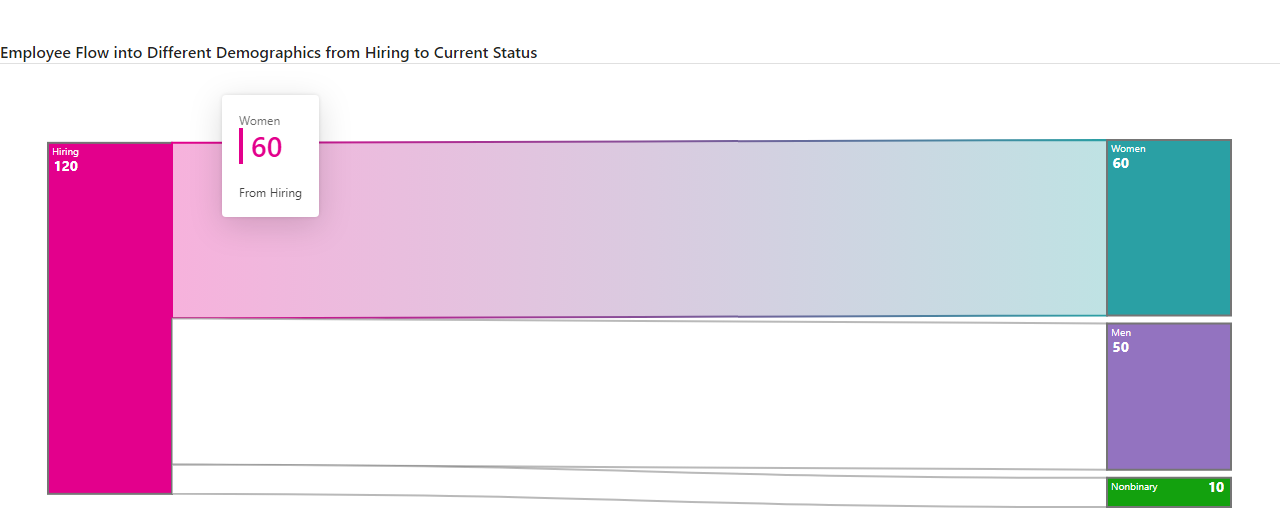 Employee Flow into Different Demographics from Hiring to Current Status
Women
60
From Hiring
Hiring
120
Women
60
Men
50
Nonbinary 10